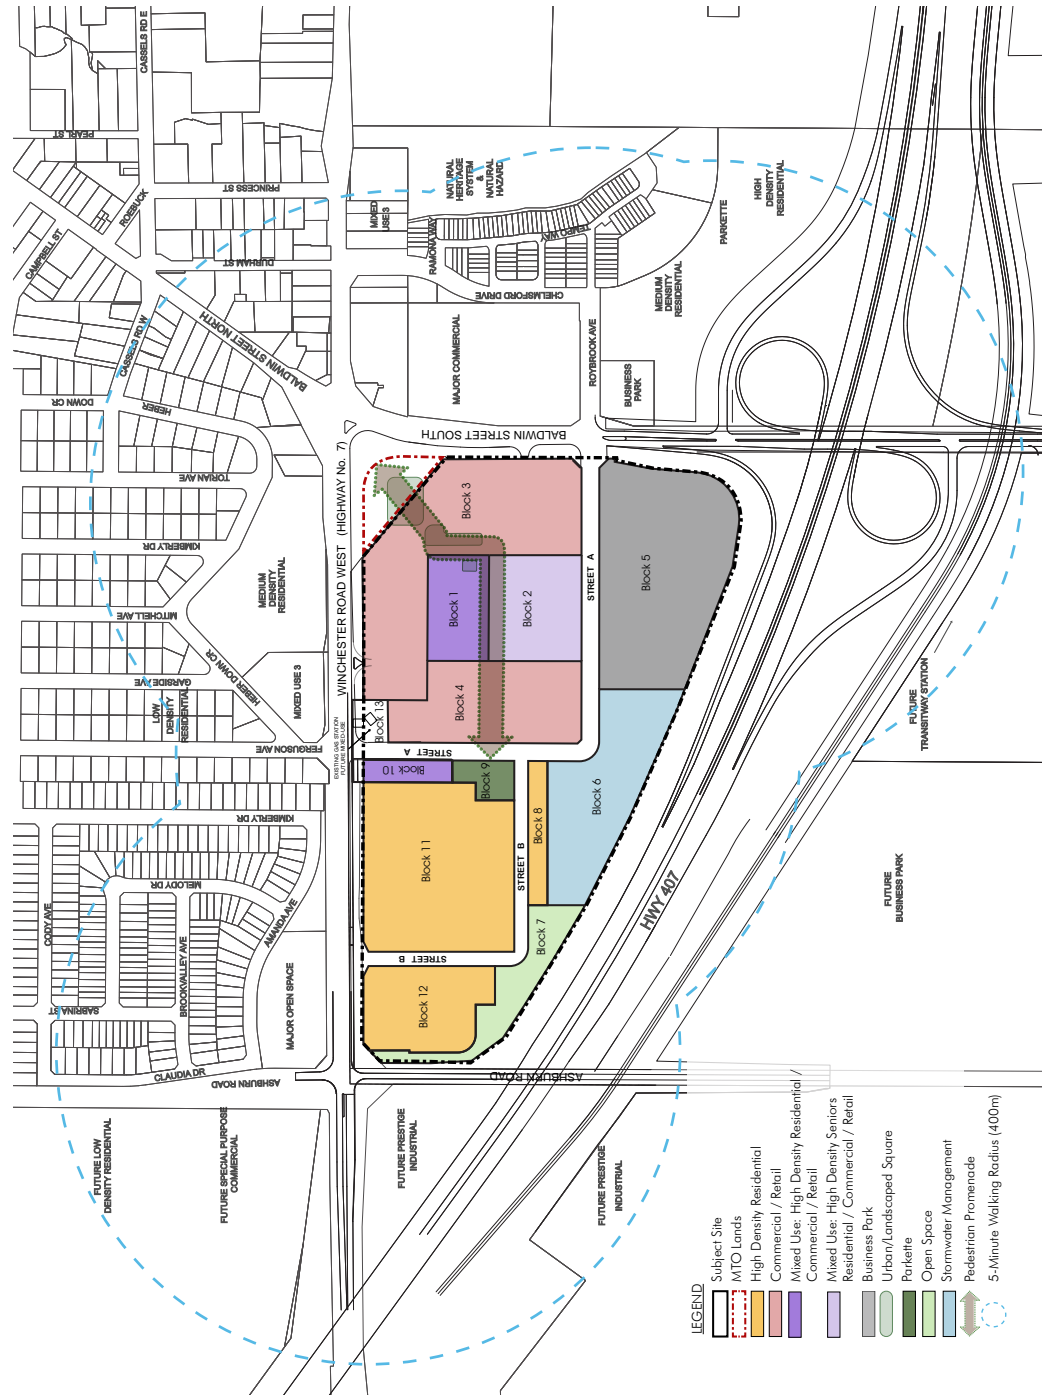 CASSELS RD E
PEARL ST
PRINCESS ST
ROEBUCK
CAMPBELL ST
DURHAM ST
CASSELS RD W
BALDWIN STREET NORTH
DOWN CR
HEBER
TORIAN AVE
KIMBERLY DR
MITCHELL AVE
GARSIDE AVE
HEBER DOWN CR
LOW
DENSITY
RESIDENTIAL
FERGUSON AVE
KIMBERLY DR
MELODY DR
AMANDA AVE
CODY AVE
BROOKVALLEY AVE
SABRINA ST
CLAUDIA DR
ASHBURN ROAD
MAJOR OPEN SPACE
MEDIUM
DENSITY
RESIDENTIAL
MIXED USE 3
MIXED
USE 3
NATURAL
HERITAGE
SYSTEM
&
NATURAL
HAZARD
RAMONA WAY
TEMPO WAY
CHELMSFORD DRIVE
MAJOR COMMERCIAL
ROYBROOK AVE
BUSINESS
PARK
MEDIUM
DENSITY
RESIDENTIAL
PARKETTE
HIGH
DENSITY
RESIDENTIAL
BALDWIN STREET SOUTH
WINCHESTER ROAD WEST (HIGHWAY No. 7)
EXISTING GAS STATION
FUTURE MIXED-USE
Block 1
Block 2
Block 3
Block 4
Block 5
Block 6
Block 7
Block 8
Block 9
Block 10
Block 11
Block 12
Block 13
STREET A
STREET A
STREET B
STREET B
HWY 407
FUTURE
TRANSITWAY STATION
FUTURE
BUSINESS PARK
ASHBURN ROAD
FUTURE LOW
DENSITY RESIDENTIAL
FUTURE SPECIAL PURPOSE
COMMERCIAL
FUTURE PRESTIGE
INDUSTRIAL
FUTURE PRESTIGE
INDUSTRIAL
LEGEND
Subject Site
MTO Lands
High Density Residential
Commercial / Retail
Mixed Use: High Density Residential /
Commercial / Retail
Mixed Use: High Density Seniors
Residential / Commercial / Retail
Business Park
Urban/Landscaped Square
Parkette
Open Space
Stormwater Management
Pedestrian Promenade
5-Minute Walking Radius (400m)